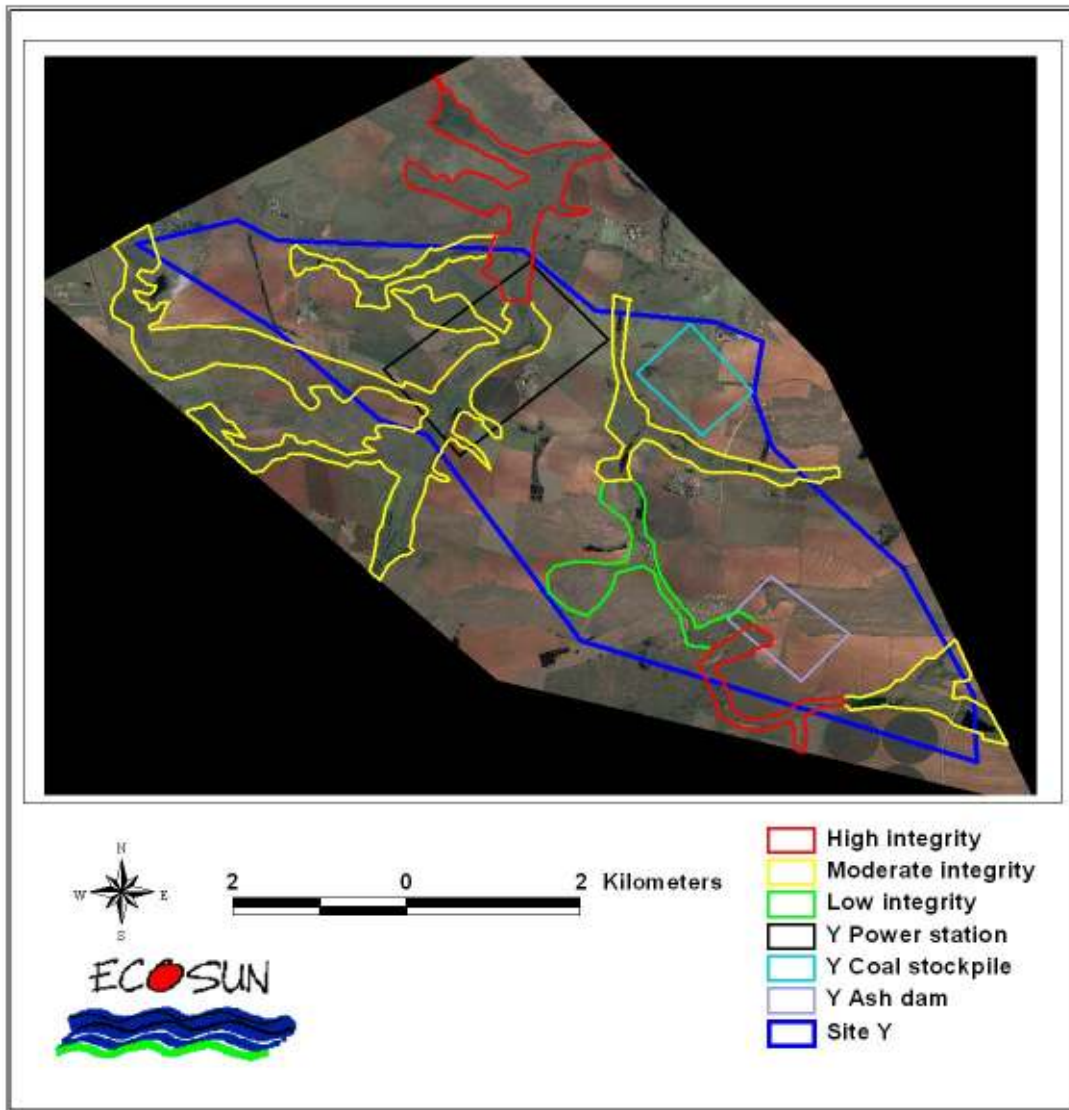 N
W E
S
2 0 2 Kilometers
ECOSUN
High integrity
Moderate integrity
Low integrity
Y Power station
Y Coal stockpile
Y Ash dam
Site Y